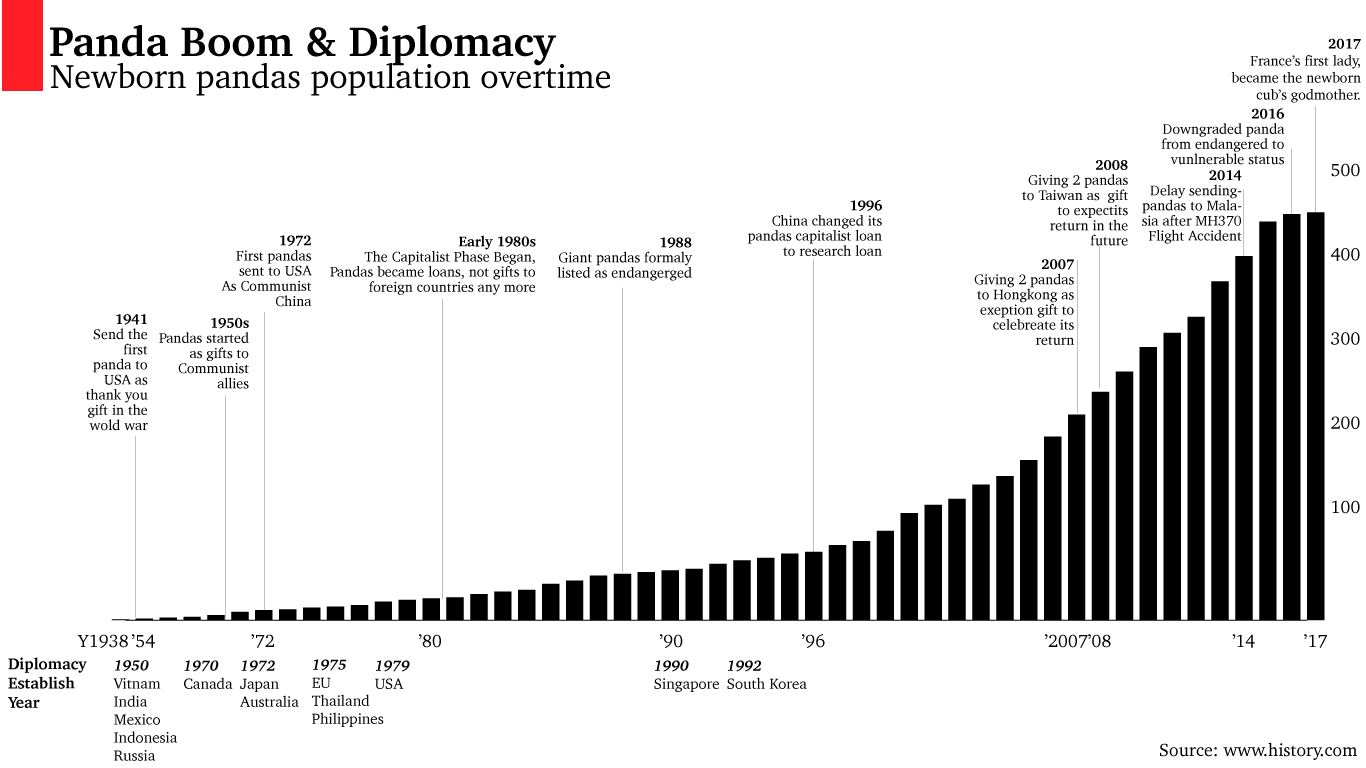 Panda Boom & Diplomacy
Newborn pandas population overtime
2017
France’s first lady,
became the newborn
cub’s godmother.
2016
Downgraded panda
from endangered to
vunlnerable status
2014
Delay sending-
pandas to Mala-
sia after MH370
Flight Accident
2008
Giving 2 pandas
to Taiwan as gift
to expectits
return in the
future
2007
Giving 2 pandas
to Hongkong as
exeption gift to
celebreate its
return
1996
China changed its
pandas capitalist loan
to research loan
1988
Giant pandas formaly
listed as endangerged
Early 1980s
The Capitalist Phase Began,
Pandas became loans, not gifts to
foreign countries any more
1972
First pandas
sent to USA
As Communist
China
1950s
Pandas started
as gifts to
Communist
allies
1941
Send the
first
panda to
USA as
thank you
gift in the
wold war
500
400
300
200
100
Y1938 ’54 ’72 ’80 ’90 ’96 ’2007 ’08 ’14 ’17
Diplomacy
Establish
Year
1950
Vitnam
India
Mexico
Indonesia
Russia
1970
Canada
1972
Japan
Australia
1975
EU
Thailand
Philippines
1979
USA
1990
Singapore
1992
South Korea
Source: www.history.com